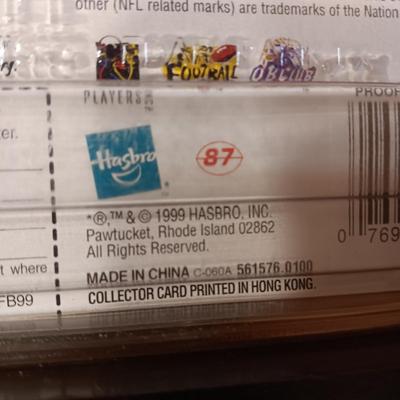 other (NFL related marks) are trademarks of the Nation
FOOTBALL
PLAYERS
PROOF
ter.
Hasbro
87
*®,™ & © 1999 HASBRO, INC.
Pawtucket, Rhode Island 02862
All Rights Reserved.
0 769
t where
MADE IN CHINA C-060A 561576.0100
FB99
COLLECTOR CARD PRINTED IN HONG KONG.